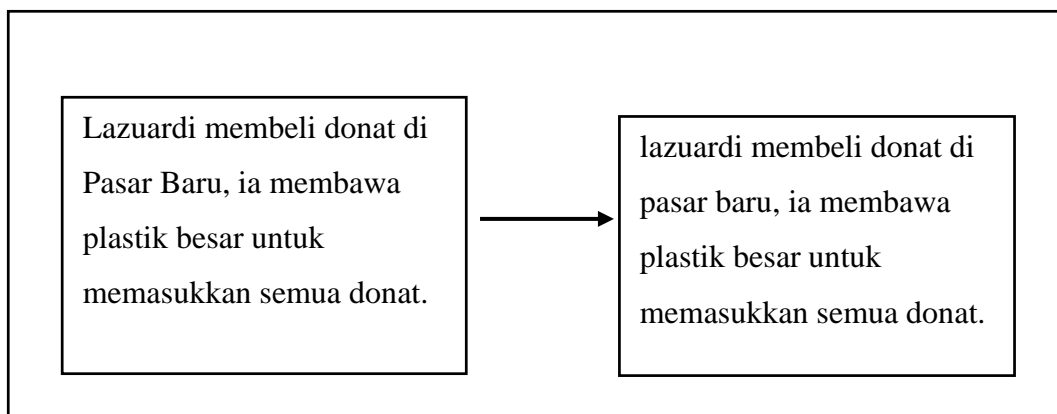 Lazuardi membeli donat di
Pasar Baru, ia membawa
plastik besar untuk
memasukkan semua donat.
lazuardi membeli donat di
pasar baru, ia membawa
plastik besar untuk
memasukkan semua donat.